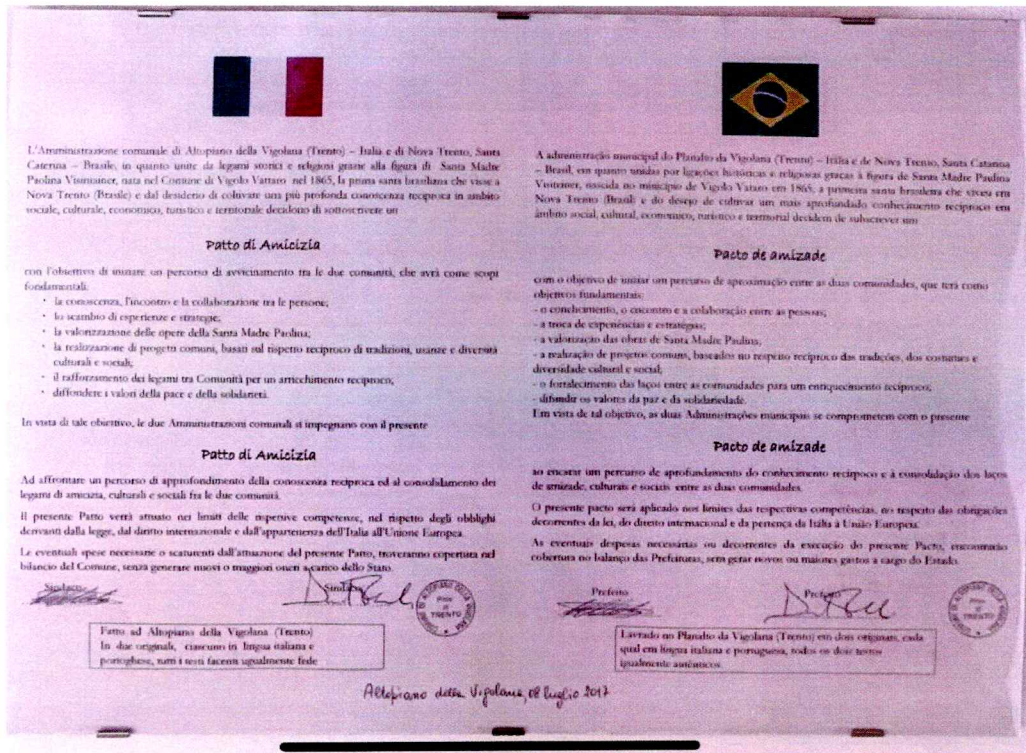 L'Amministrazione comunale di Altopiano della Vigolana (Trento) – Italia e di Nova Trento, Santa
Caterina – Brasile, in quanto unite da legami storici e religiosi grazie alla figura di Santa Madre
Paolina Visintainer, nata nel Comune di Vigolo Vattaro nel 1865, la prima santa brasiliana che visse a
Nova Trento (Brasile) e dal desiderio di coltivare una più profonda conoscenza reciproca in ambito
sociale, culturale, economico, turistico e territoriale decidono di sottoscrivere un
Patto di Amicizia
con l'obiettivo di iniziare un percorso di avvicinamento tra le due comunità, che avrà come scopi
fondamentali:
• la conoscenza, l'incontro e la collaborazione tra le persone;
• lo scambio di esperienze e strategie;
• la valorizzazione delle opere della Santa Madre Paolina;
• la realizzazione di progetti comuni, basati sul rispetto reciproco di tradizioni, usanze e diversità
culturali e sociali;
• il rafforzamento dei legami tra Comunità per un arricchimento reciproco;
• diffondere i valori della pace e della solidarietà.
In vista di tale obiettivo, le due Amministrazioni comunali si impegnano con il presente
Patto di Amicizia
Ad affrontare un percorso di approfondimento della conoscenza reciproca ed al consolidamento dei
legami di amicizia, culturali e sociali fra le due comunità.
Il presente Patto verrà attuato nei limiti delle rispettive competenze, nel rispetto degli obblighi
derivanti dalla legge, dal diritto internazionale e dall'appartenenza dell'Italia all'Unione Europea.
Le eventuali spese necessarie o scaturenti dall'attuazione del presente Patto, troveranno copertura nel
bilancio del Comune, senza generare nuovi o maggiori oneri a carico dello Stato.
Sindaco
Sindaco
Fatto ad Altopiano della Vigolana (Trento)
In due originali, ciascuno in lingua italiana e
portoghese, tutti i testi facenti ugualmente fede
A administração municipal do Planalto da Vigolana (Trento) – Itália e de Nova Trento, Santa Catarina
– Brasil, em quanto unidas por ligações históricas e religiosas graças à figura de Santa Madre Paulina
Visitainer, nascida no município de Vigolo Vataro em 1865, a primeira santa brasileira que viveu em
Nova Trento (Brasil) e do desejo de cultivar um mais aprofundado conhecimento recíproco em
âmbito social, cultural, econômico, turístico e territorial decidem de subscrever um
Pacto de amizade
com o objetivo de iniciar um percurso de aproximação entre as duas comunidades, que terá como
objetivos fundamentais:
- o conhecimento, o encontro e a colaboração entre as pessoas;
- a troca de experiências e estratégias;
- a valorização das obras de Santa Madre Paulina;
- a realização de projetos comuns, baseados no respeito recíproco das tradições, dos costumes e
diversidade cultural e social;
- o fortalecimento das laços entre as comunidades para um enriquecimento recíproco;
- difundir os valores da paz e da solidariedade.
Em vista de tal objetivo, as duas Administrações municipais se comprometem com o presente
Pacto de amizade
ao encarar um percurso de aprofundamento do conhecimento recíproco e à consolidação dos laços
de amizade, culturais e sociais entre as duas comunidades.
O presente pacto será aplicado nos limites das respectivas competências, no respeito das obrigações
decorrentes da lei, do direito internacional e da pertença da Itália à União Europeia.
As eventuais despesas necessárias ou decorrentes da execução do presente Pacto, encontrarão
cobertura no balanço das Prefeituras, sem gerar novos ou maiores gastos a cargo do Estado.
Prefeito
Prefeito
Lavrado no Planalto da Vigolana (Trento) em dois originais, cada
qual em língua italiana e portuguesa, todos os dois textos
igualmente autênticos.
Altopiano della Vigolana, 08 luglio 2017